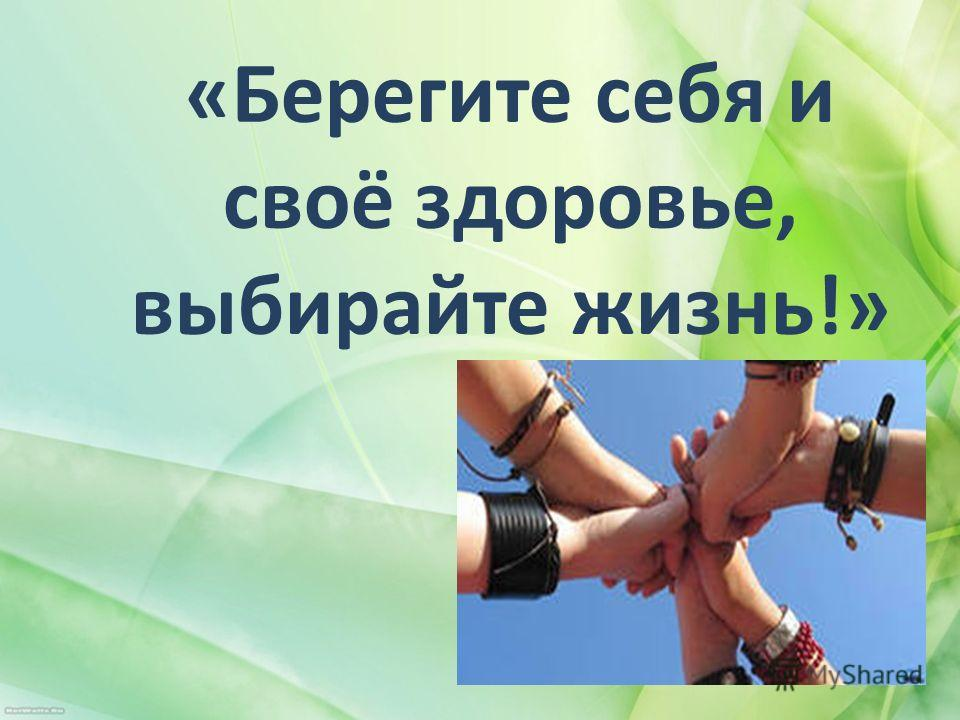 «Берегите себя и
своё здоровье,
выбирайте жизнь!»
MyShared